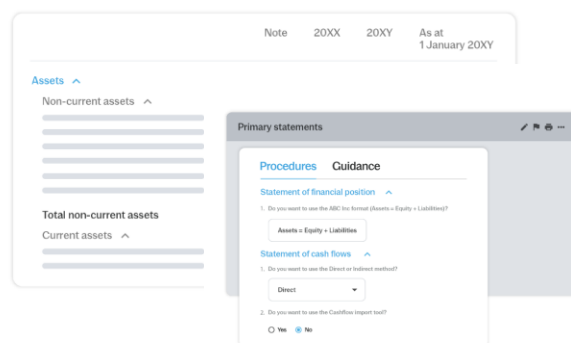 Note 20XX 20XY As at
1 January 20XY
Assets
Non-current assets
Total non-current assets
Current assets
Primary statements
Procedures Guidance
Statement of financial position
1. Do you want to use the ABC Inc format (Assets = Equity + Liabilities)?
Assets = Equity + Liabilities
Statement of cash flows
1. Do you want to use the Direct or Indirect method?
Direct
2. Do you want to use the Cashflow import tool?
Yes No